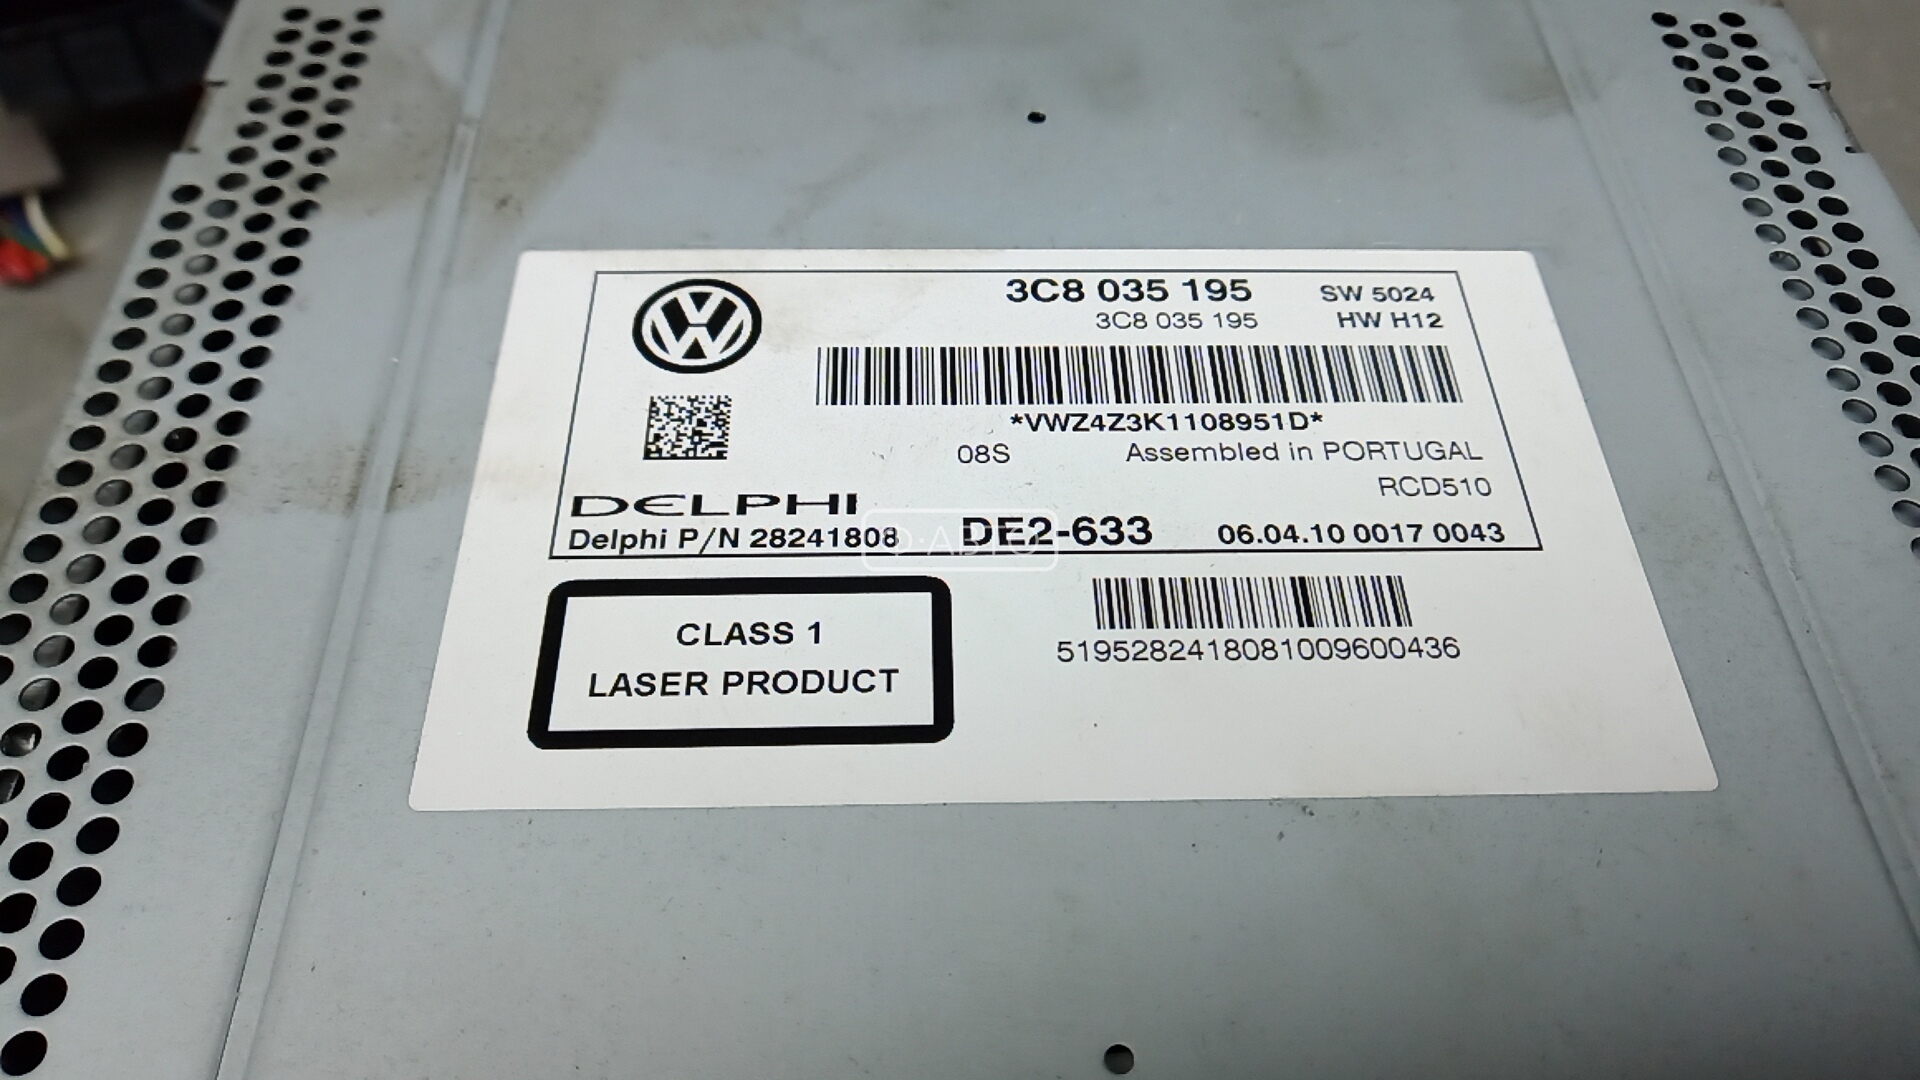 3C8 035 195 SW 5024
3C8 035 195 HW H12
*VWZ4Z3K1108951D*
08S Assembled in PORTUGAL
RCD510
DELPHI
Delphi P/N 28241808 DE2-633 06.04.10 0017 0043
CLASS 1
LASER PRODUCT
5195282418081009600436